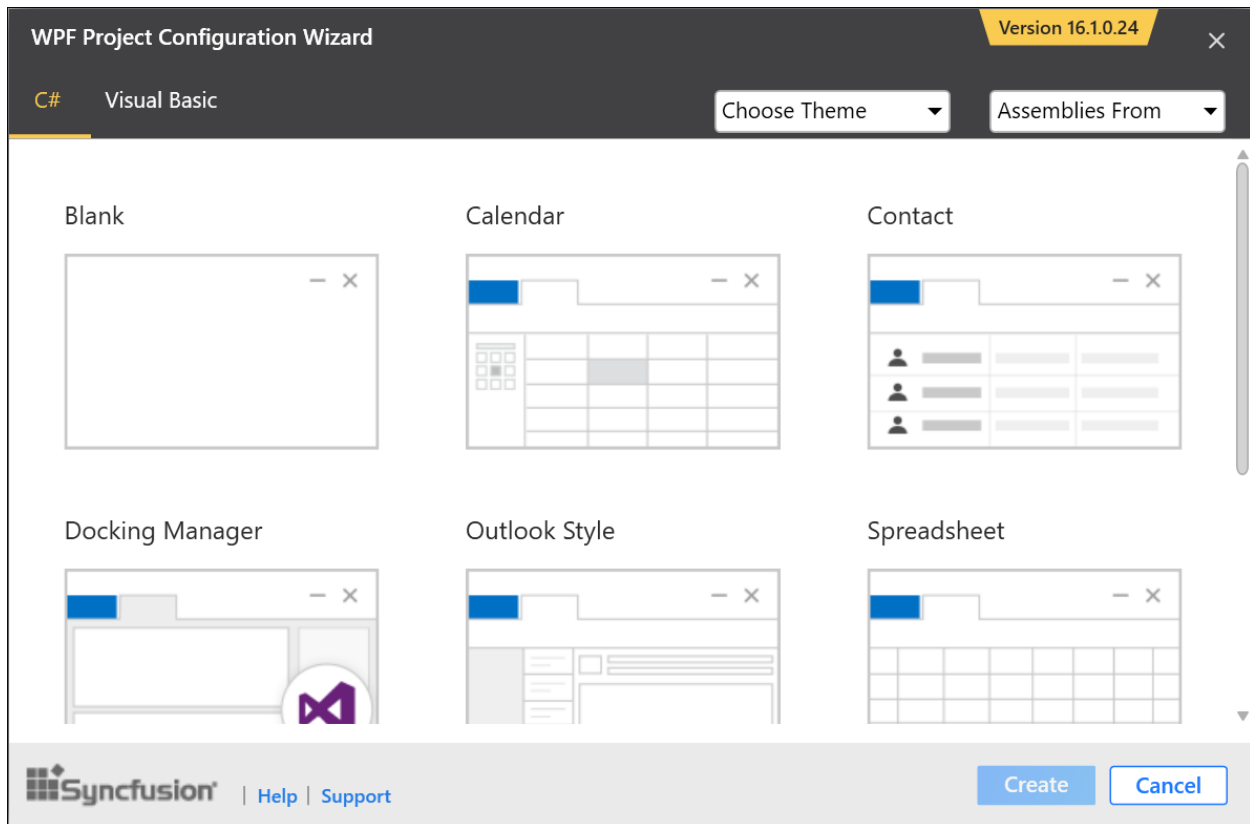 WPF Project Configuration Wizard
Version 16.1.0.24
C#
Visual Basic
Choose Theme
Assemblies From
Blank
Calendar
Contact
Docking Manager
Outlook Style
Spreadsheet
Syncfusion
| Help | Support
Create
Cancel